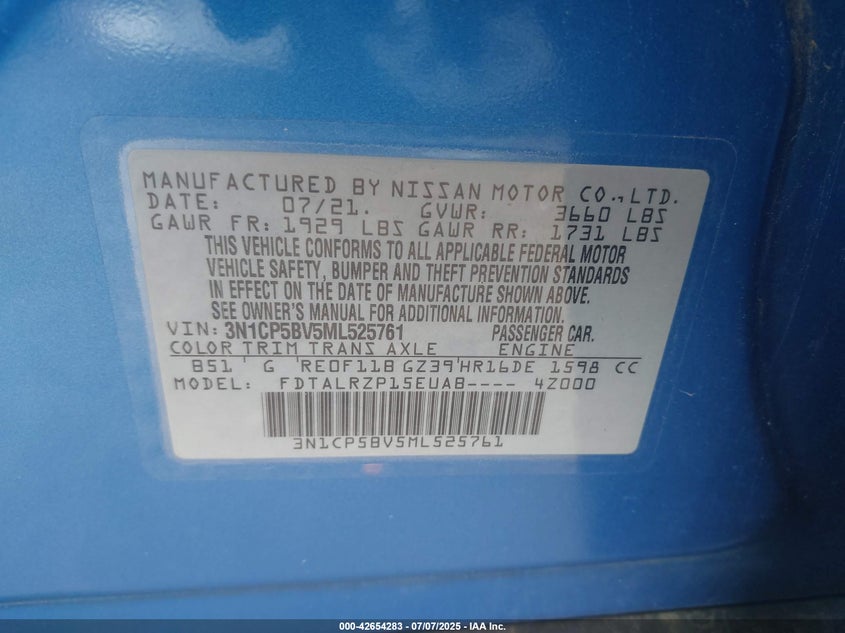 MANUFACTURED BY NISSAN MOTOR CO.,LTD.
DATE: 07/21. GVWR: 3660 LBS
GAWR FR: 1929 LBS GAWR RR: 1731 LBS
THIS VEHICLE CONFORMS TO ALL APPLICABLE FEDERAL MOTOR
VEHICLE SAFETY, BUMPER AND THEFT PREVENTION STANDARDS
IN EFFECT ON THE DATE OF MANUFACTURE SHOWN ABOVE.
SEE OWNER'S MANUAL FOR ADDITIONAL INFORMATION.
VIN: 3N1CP5BV5ML525761 PASSENGER CAR.
COLOR TRIM TRANS AXLE ENGINE
B51 G RE0F11B GZ39 HR16DE 1598 CC
MODEL: FDTALRZP15EUAB---- 4Z000
3N1CP5BV5ML525761
000-42654283 - 07/07/2025 - IAA Inc.